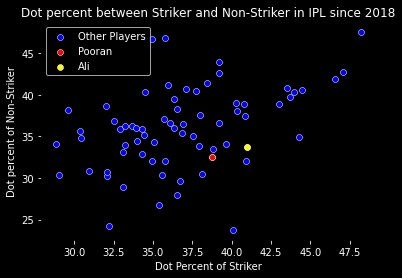 Dot percent between Striker and Non-Striker in IPL since 2018
Other Players
Pooran
Ali
Dot percent of Non-Striker
45
40
35
30
25
30.0 32.5 35.0 37.5 40.0 42.5 45.0 47.5
Dot Percent of Striker